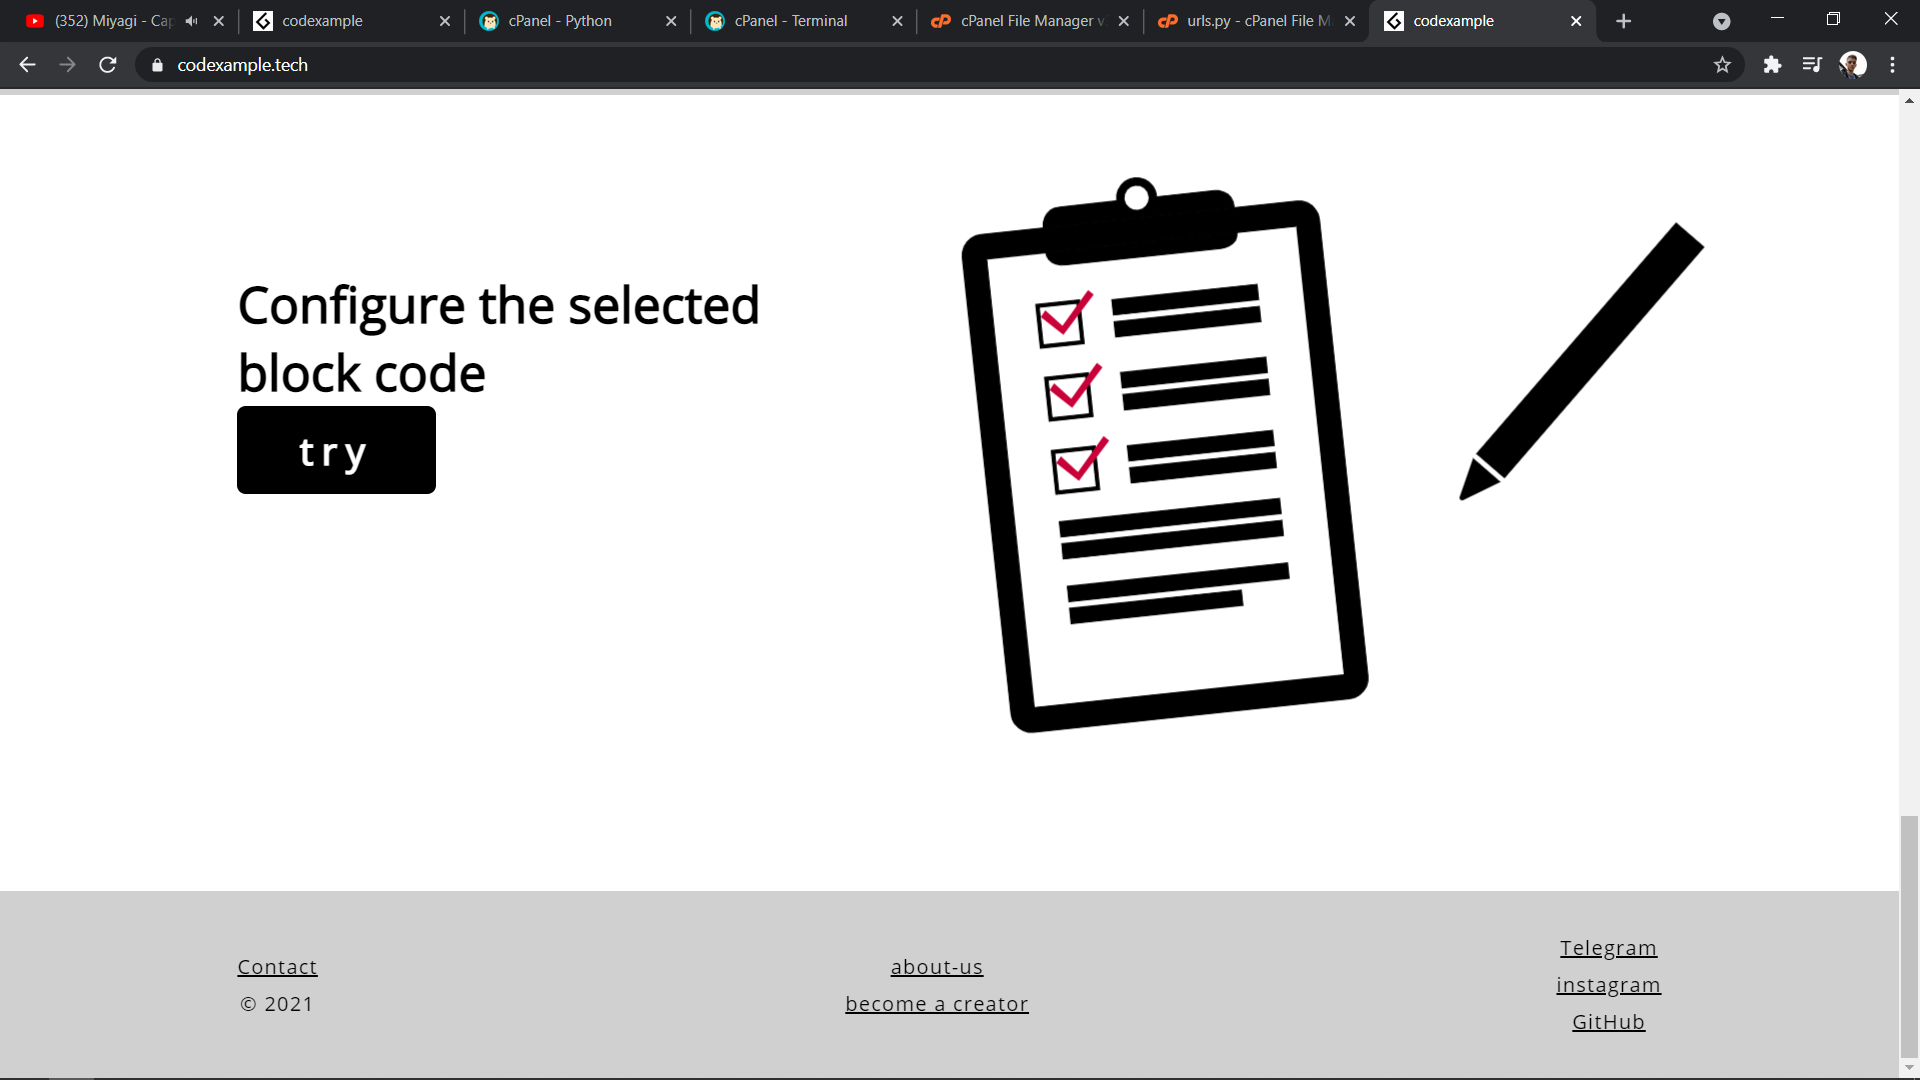 (352) Miyagi - Cap
codexample
cPanel - Python
cPanel - Terminal
cPanel File Manager v
urls.py - cPanel File M
codexample
codexample.tech
Configure the selected
block code
try
Contact
© 2021
about-us
become a creator
Telegram
instagram
GitHub